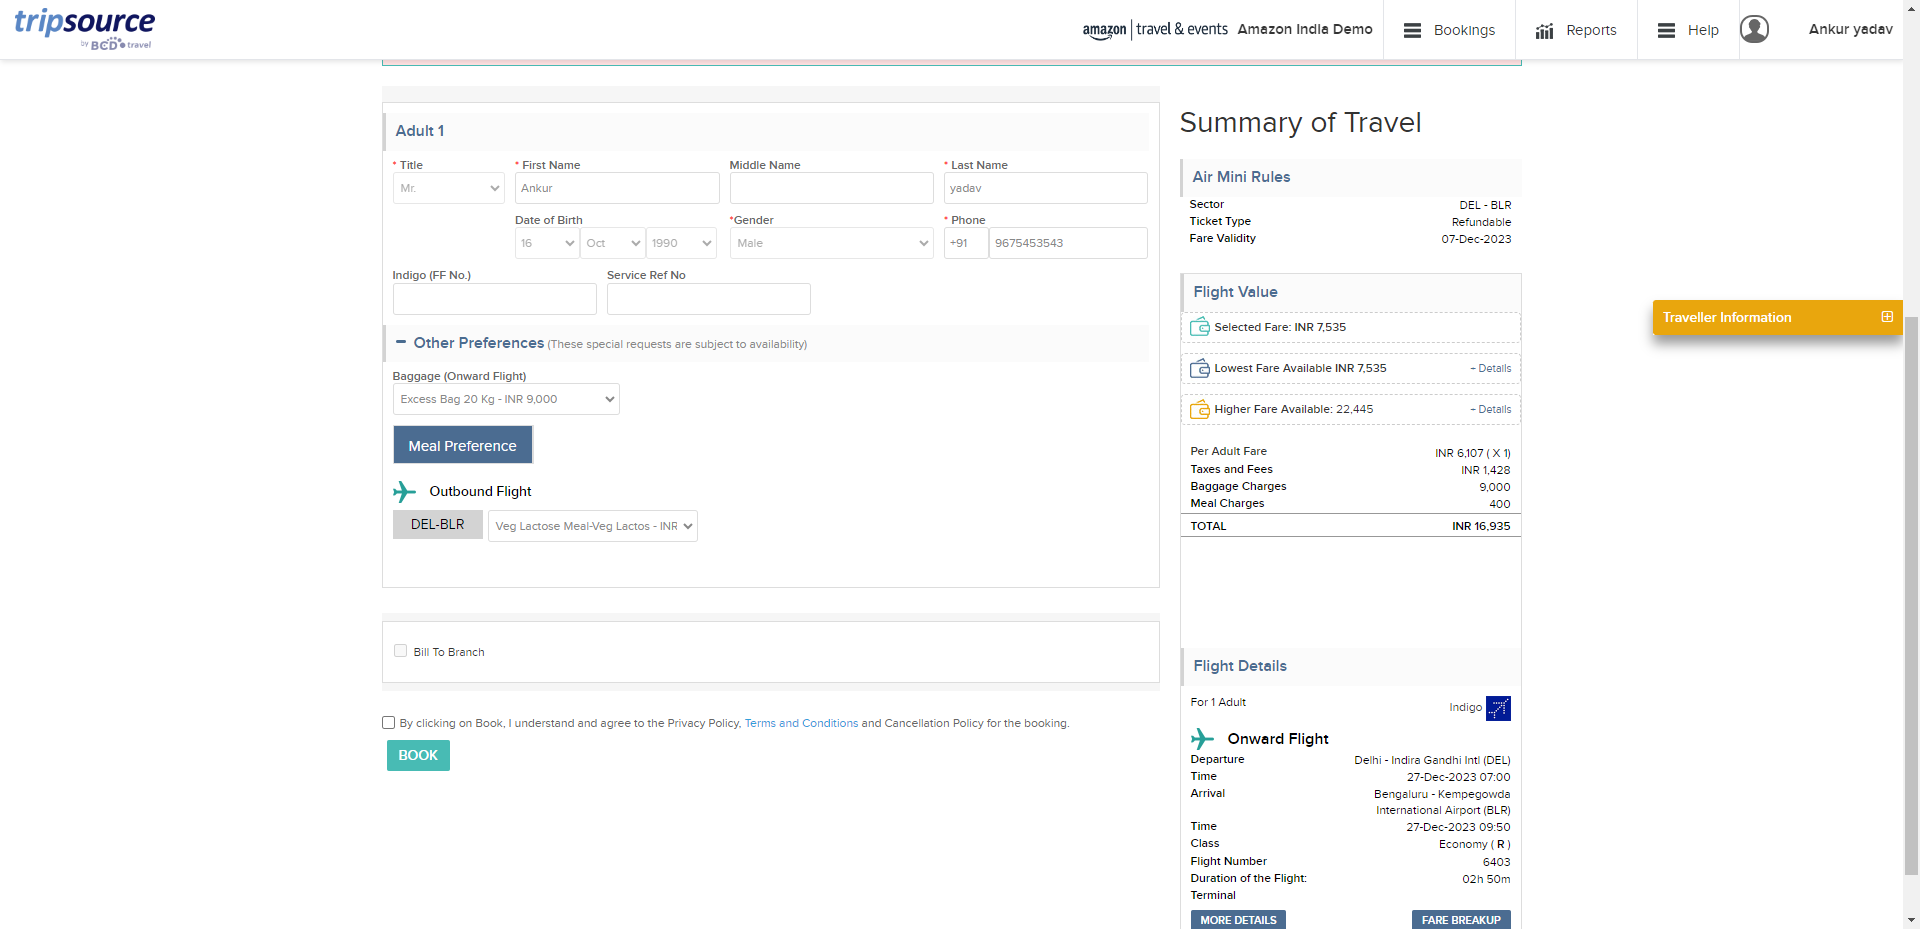 tripsource
by BCD travel
amazon travel & events Amazon India Demo
Bookings
Reports
Help
Ankur yadav
Adult 1
* Title
* First Name
Middle Name
* Last Name
Mr.
Ankur
yadav
Date of Birth
*Gender
* Phone
16
Oct
1990
Male
+91
9675453543
Indigo (FF No.)
Service Ref No
Other Preferences (These special requests are subject to availability)
Baggage (Onward Flight)
Excess Bag 20 Kg - INR 9,000
Meal Preference
Outbound Flight
DEL-BLR
Veg Lactose Meal-Veg Lactos - INR
Bill To Branch
By clicking on Book, I understand and agree to the Privacy Policy, Terms and Conditions and Cancellation Policy for the booking.
BOOK
Summary of Travel
Air Mini Rules
Sector DEL - BLR
Ticket Type Refundable
Fare Validity 07-Dec-2023
Flight Value
Selected Fare: INR 7,535
Lowest Fare Available INR 7,535 + Details
Higher Fare Available: 22,445 + Details
Per Adult Fare INR 6,107 ( X 1)
Taxes and Fees INR 1,428
Baggage Charges 9,000
Meal Charges 400
TOTAL INR 16,935
Flight Details
For 1 Adult Indigo
Onward Flight
Departure Delhi - Indira Gandhi Intl (DEL)
Time 27-Dec-2023 07:00
Arrival Bengaluru - Kempegowda
International Airport (BLR)
Time 27-Dec-2023 09:50
Class Economy ( R )
Flight Number 6403
Duration of the Flight: 02h 50m
Terminal
MORE DETAILS FARE BREAKUP
Traveller Information